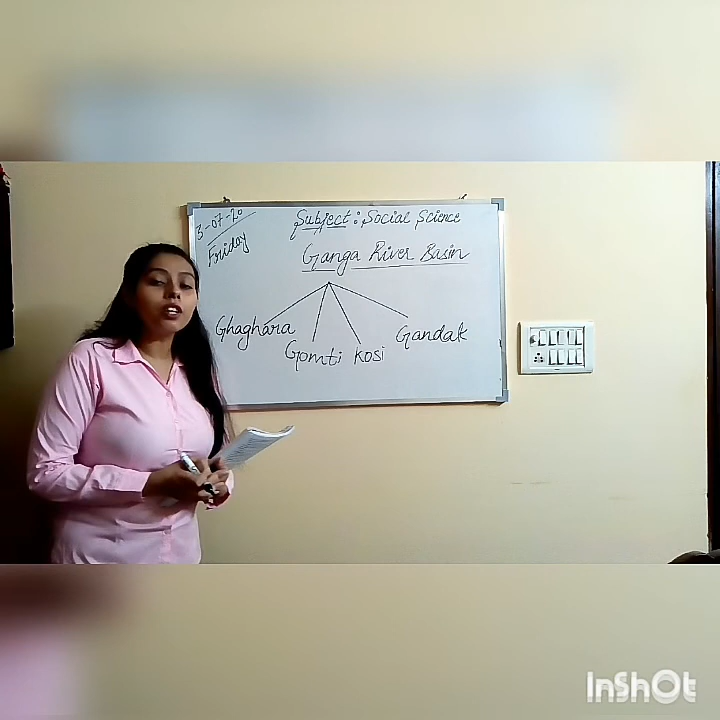 3-07-20
Friday
Subject : Social Science
Ganga River Basin
Ghaghara
Gomti
Kosi
Gandak
InShOt